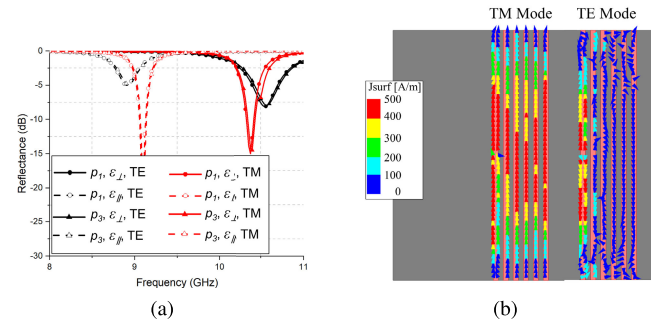 TM Mode TE Mode
0
-5
-10
-15
-20
-25
-30
Reflectance (dB)
p1, ε⊥, TE p1, ε⊥, TM
p1, ε//, TE p1, ε//, TM
p3, ε⊥, TE p3, ε⊥, TM
p3, ε//, TE p3, ε//, TM
8 9 10 11
Frequency (GHz)
Jsurf [A/m]
500
400
300
200
100
0
(a) (b)